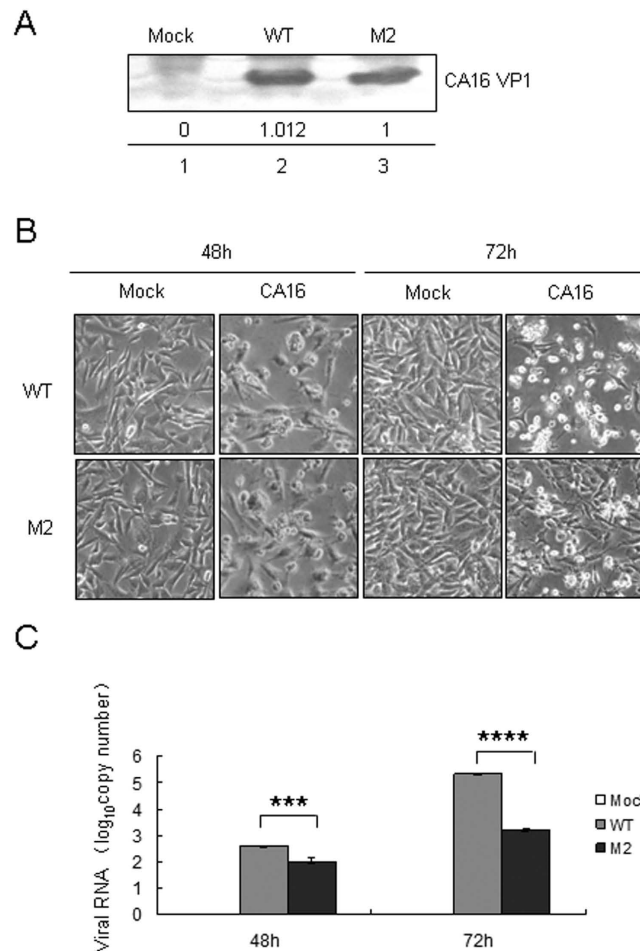 A
Mock WT M2
CA16 VP1
0 1.012 1
1 2 3
B
48h 72h
Mock CA16 Mock CA16
WT
M2
C
Viral RNA (log10copy number)
6
5
4
3
2
1
0
*** ****
48h 72h
Moc
WT
M2